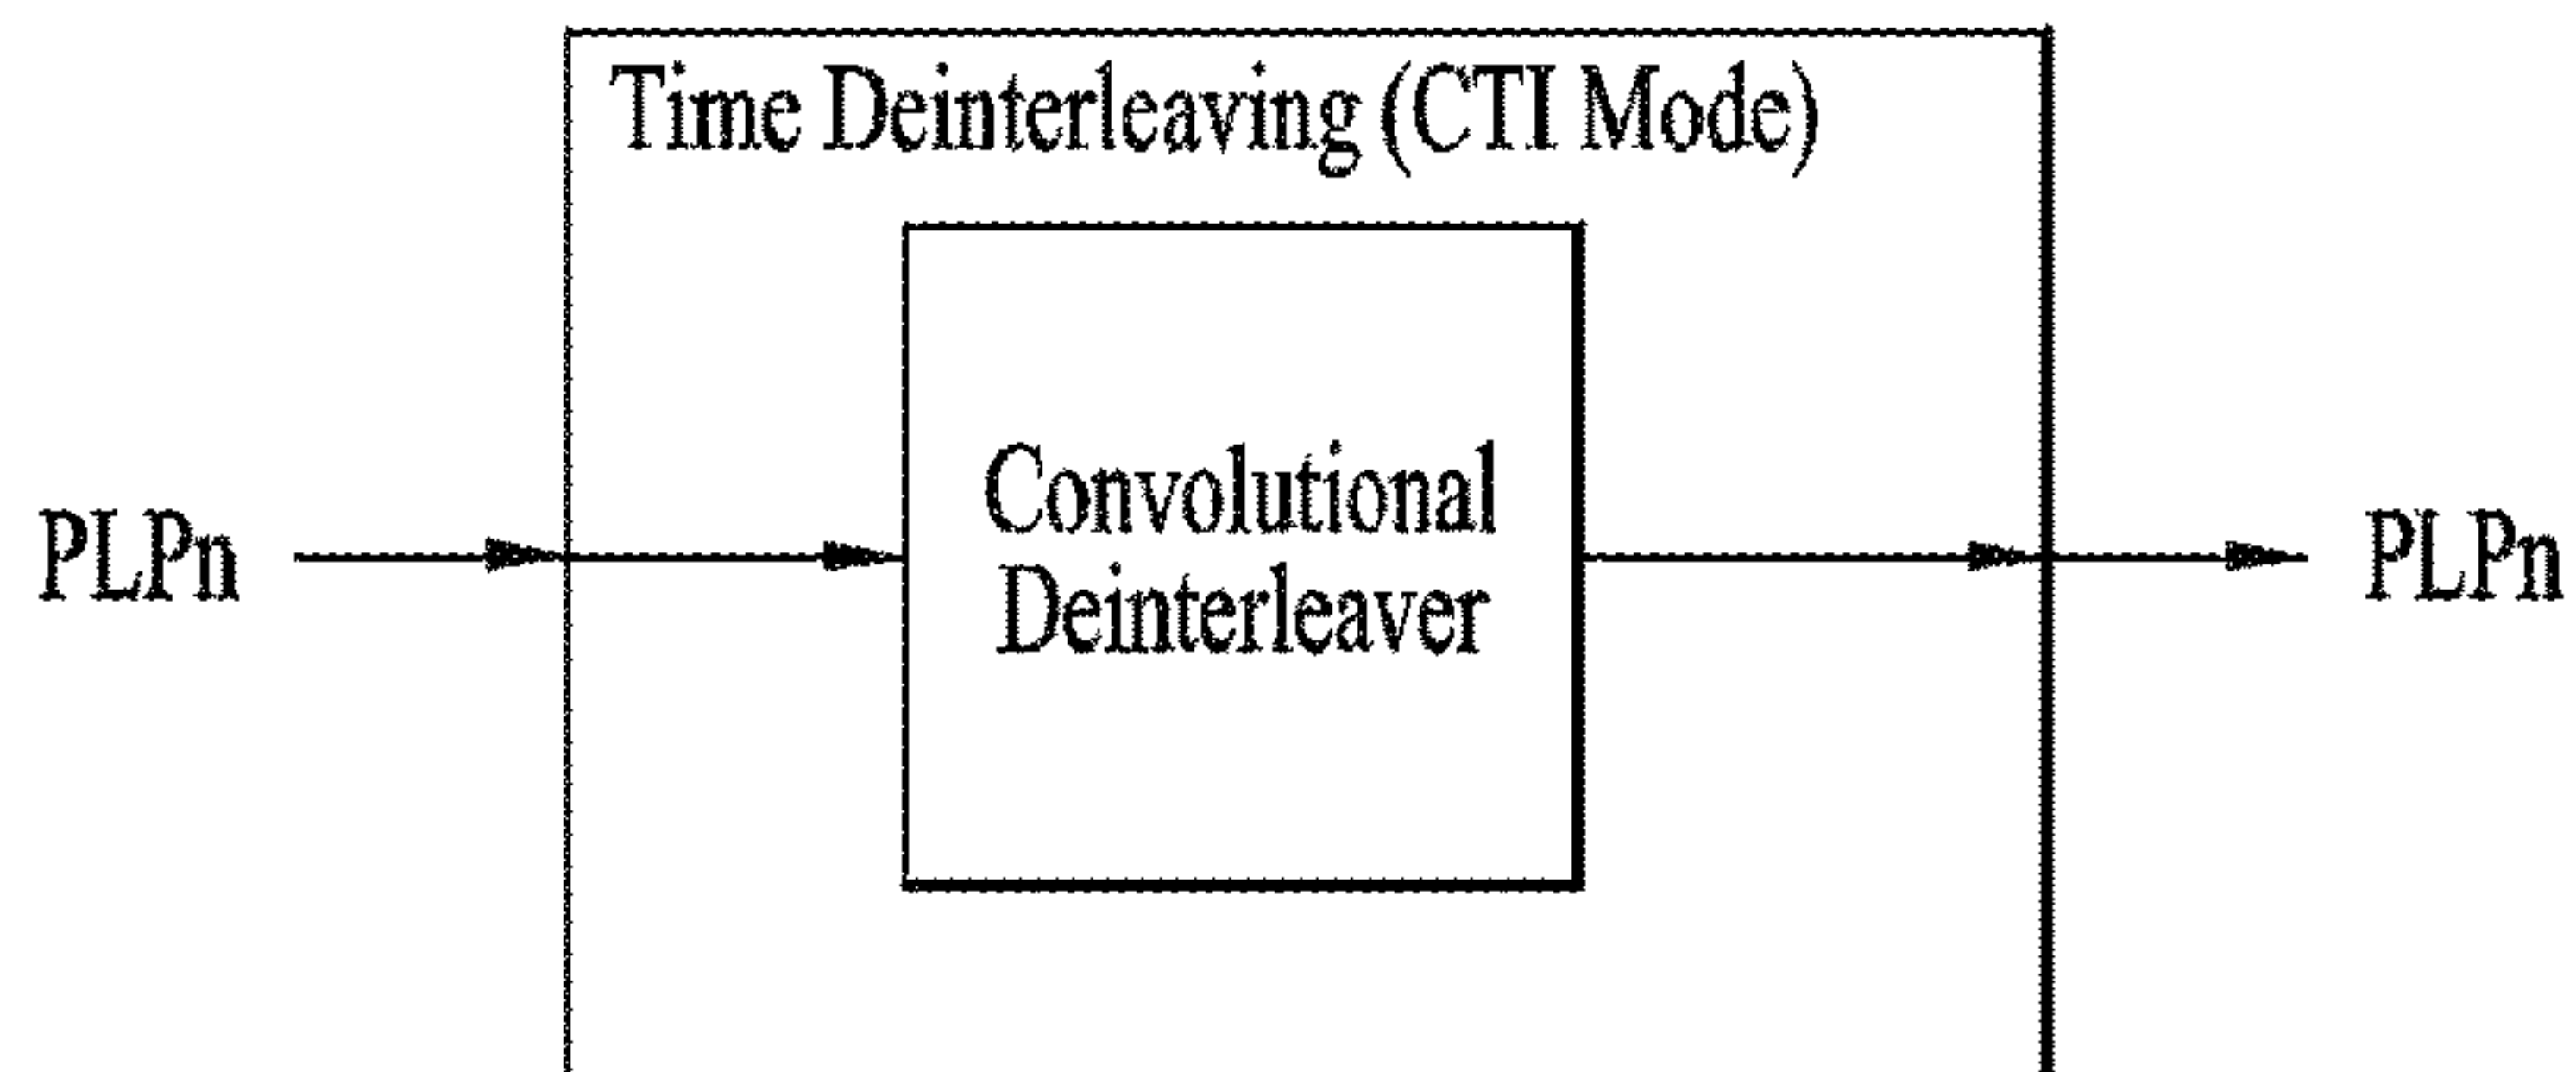 Time Deinterleaving (CTI Mode)
PLPn
Convolutional
Deinterleaver
PLPn